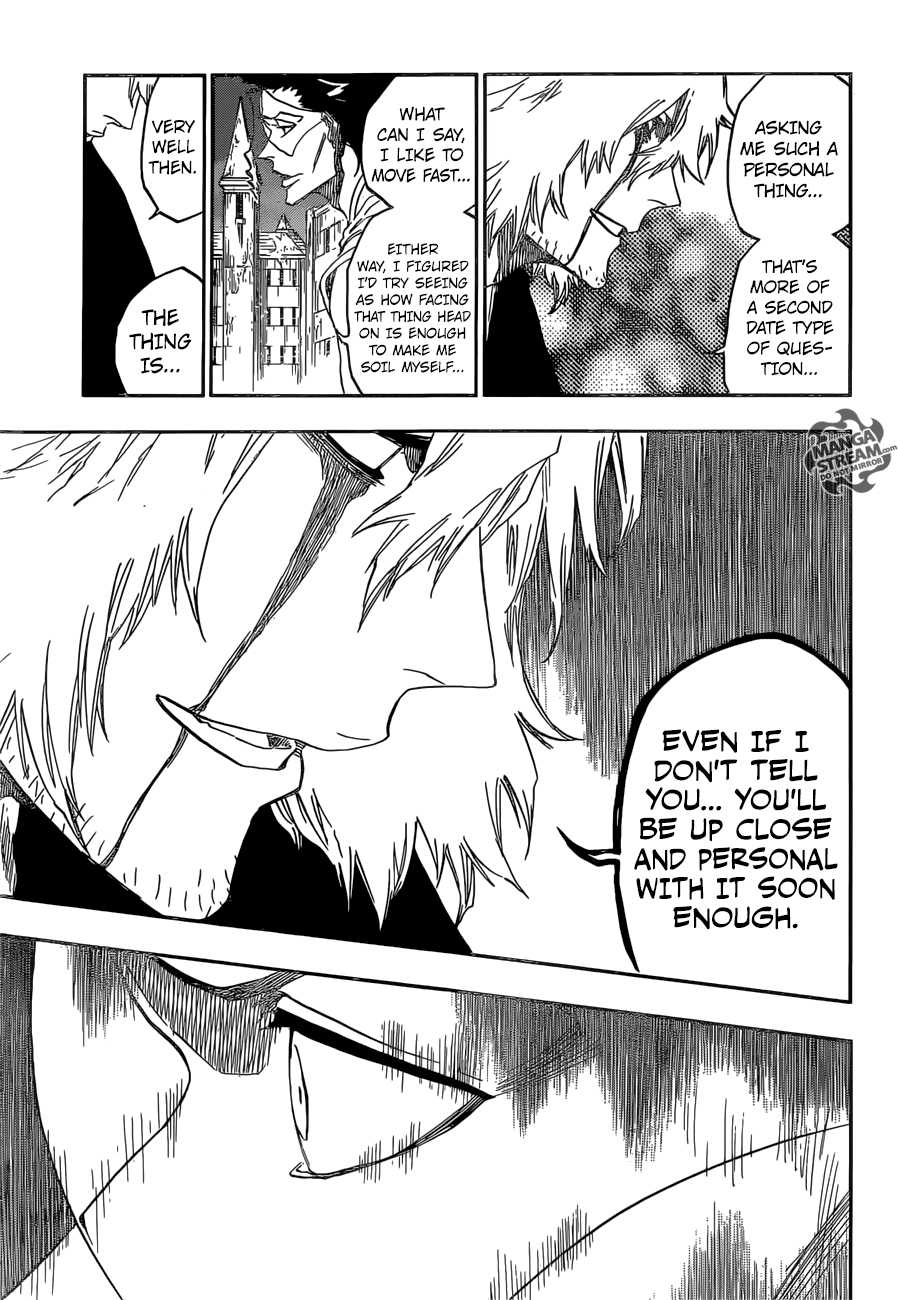 ASKING
ME SUCH A
PERSONAL
THING...
THAT'S
MORE OF
A SECOND
DATE TYPE
OF QUES-
TION...
WHAT
CAN I SAY,
I LIKE TO
MOVE FAST...
EITHER
WAY, I FIGURED
I'D TRY SEEING
AS HOW FACING
THAT THING HEAD
ON IS ENOUGH
TO MAKE ME
SOIL MYSELF...
VERY
WELL
THEN.
THE
THING
IS...
MANGA
STREAM.com
DO NOT MIRROR
EVEN IF I
DON'T TELL
YOU... YOU'LL
BE UP CLOSE
AND PERSONAL
WITH IT SOON
ENOUGH.